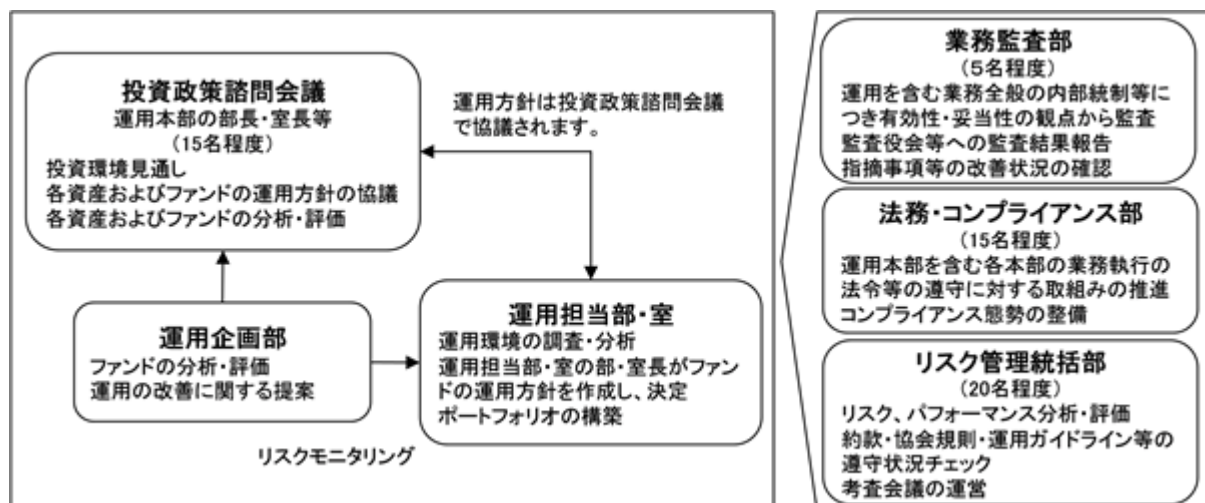 投資政策諮問会議
運用本部の部長・室長等
(15名程度)
投資環境見通し
各資産およびファンドの運用方針の協議
各資産およびファンドの分析・評価
運用方針は投資政策諮問会議
で協議されます。
運用企画部
ファンドの分析・評価
運用の改善に関する提案
運用担当部・室
運用環境の調査・分析
運用担当部・室の部・室長がファン
ドの運用方針を作成し、決定
ポートフォリオの構築
リスクモニタリング
業務監査部
(5名程度)
運用を含む業務全般の内部統制等に
つき有効性・妥当性の観点から監査
監査役会等への監査結果報告
指摘事項等の改善状況の確認
法務・コンプライアンス部
(15名程度)
運用本部を含む各本部の業務執行の
法令等の遵守に対する取組みの推進
コンプライアンス態勢の整備
リスク管理統括部
(20名程度)
リスク、パフォーマンス分析・評価
約款・協会規則・運用ガイドライン等の
遵守状況チェック
考査会議の運営